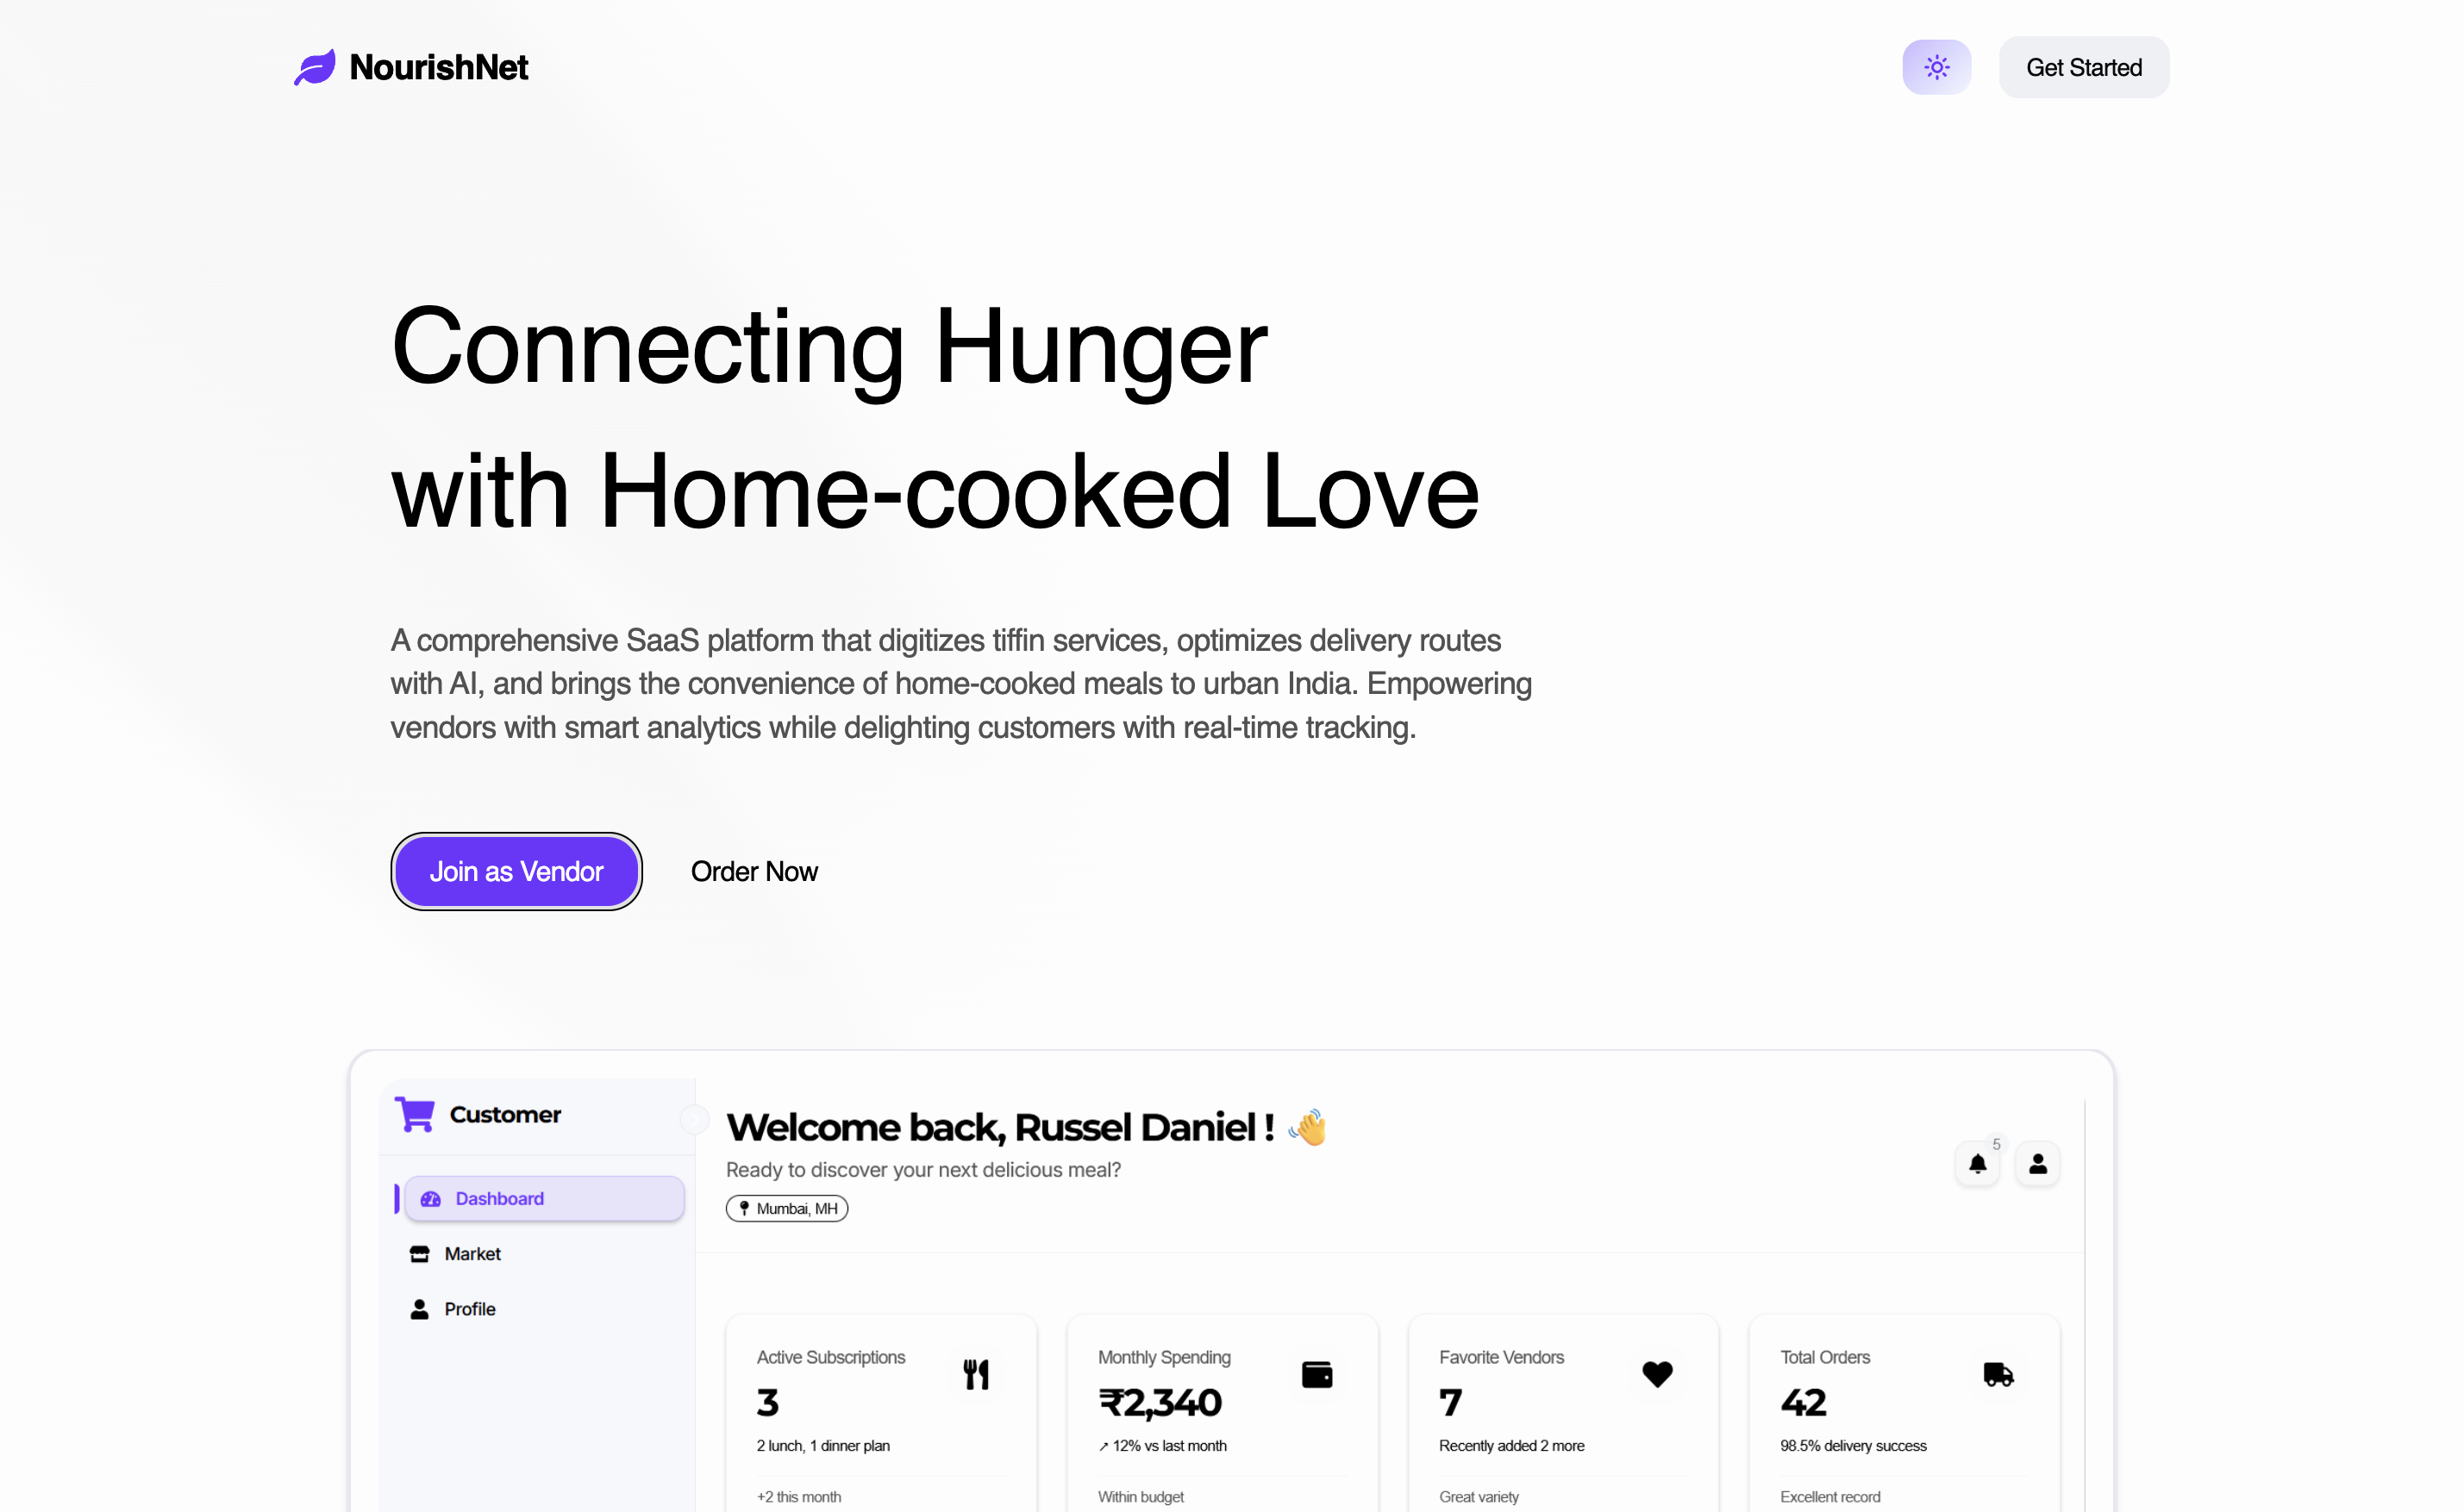 NourishNet
Get Started
Connecting Hunger
with Home-cooked Love
A comprehensive SaaS platform that digitizes tiffin services, optimizes delivery routes
with AI, and brings the convenience of home-cooked meals to urban India. Empowering
vendors with smart analytics while delighting customers with real-time tracking.
Join as Vendor
Order Now
Customer
Dashboard
Market
Profile
Welcome back, Russel Daniel ! 👋
Ready to discover your next delicious meal?
Mumbai, MH
5
Active Subscriptions
3
2 lunch, 1 dinner plan
+2 this month
Monthly Spending
₹2,340
↗ 12% vs last month
Within budget
Favorite Vendors
7
Recently added 2 more
Great variety
Total Orders
42
98.5% delivery success
Excellent record